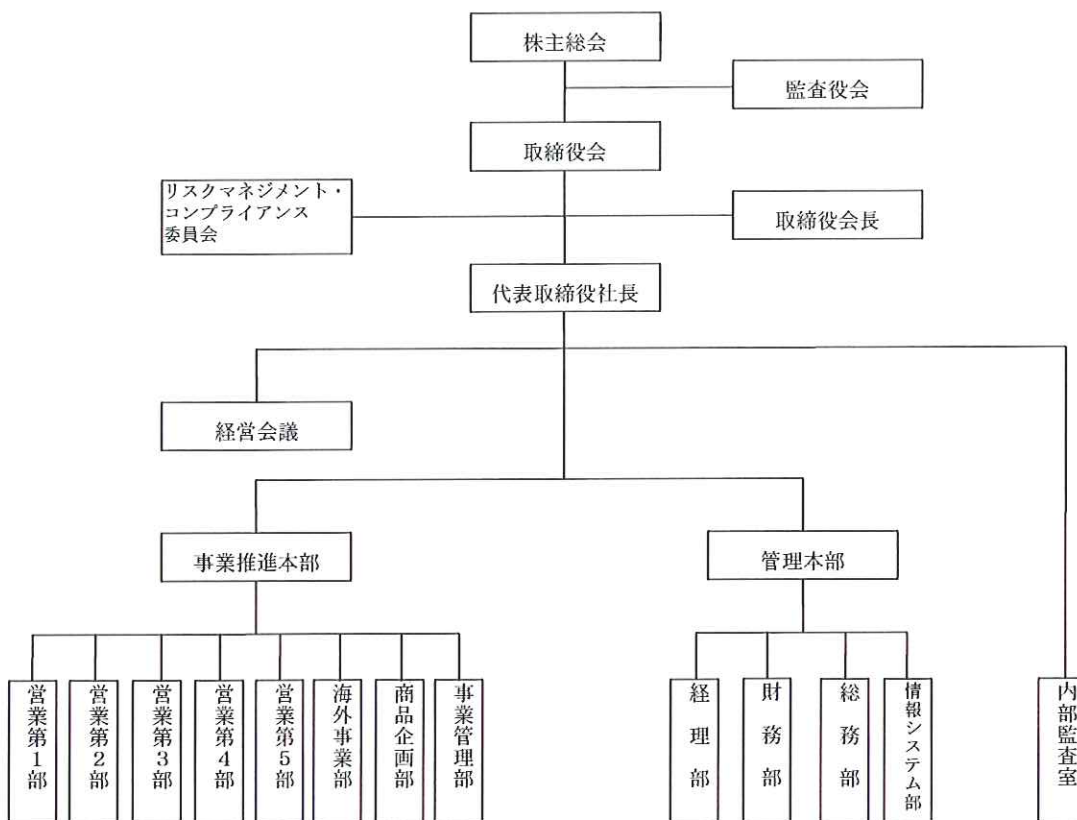 株主総会
監査役会
取締役会
リスクマネジメント・
コンプライアンス
委員会
取締役会長
代表取締役社長
経営会議
事業推進本部
管理本部
営業第1部
営業第2部
営業第3部
営業第4部
営業第5部
海外事業部
商品企画部
事業管理部
経理部
財務部
総務部
情報システム部
内部監査室